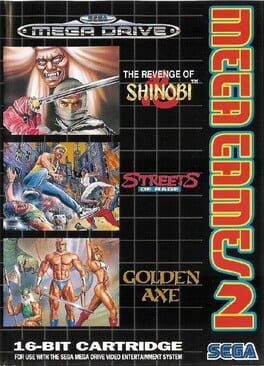 SEGA
MEGA DRIVE
THE REVENGE OF
SHINOBI™
STREETS
OF RAGE
GOLDEN
AXE
MEGA GAMES 2
16-BIT CARTRIDGE
FOR USE WITH THE SEGA MEGA DRIVE VIDEO ENTERTAINMENT SYSTEM
SEGA